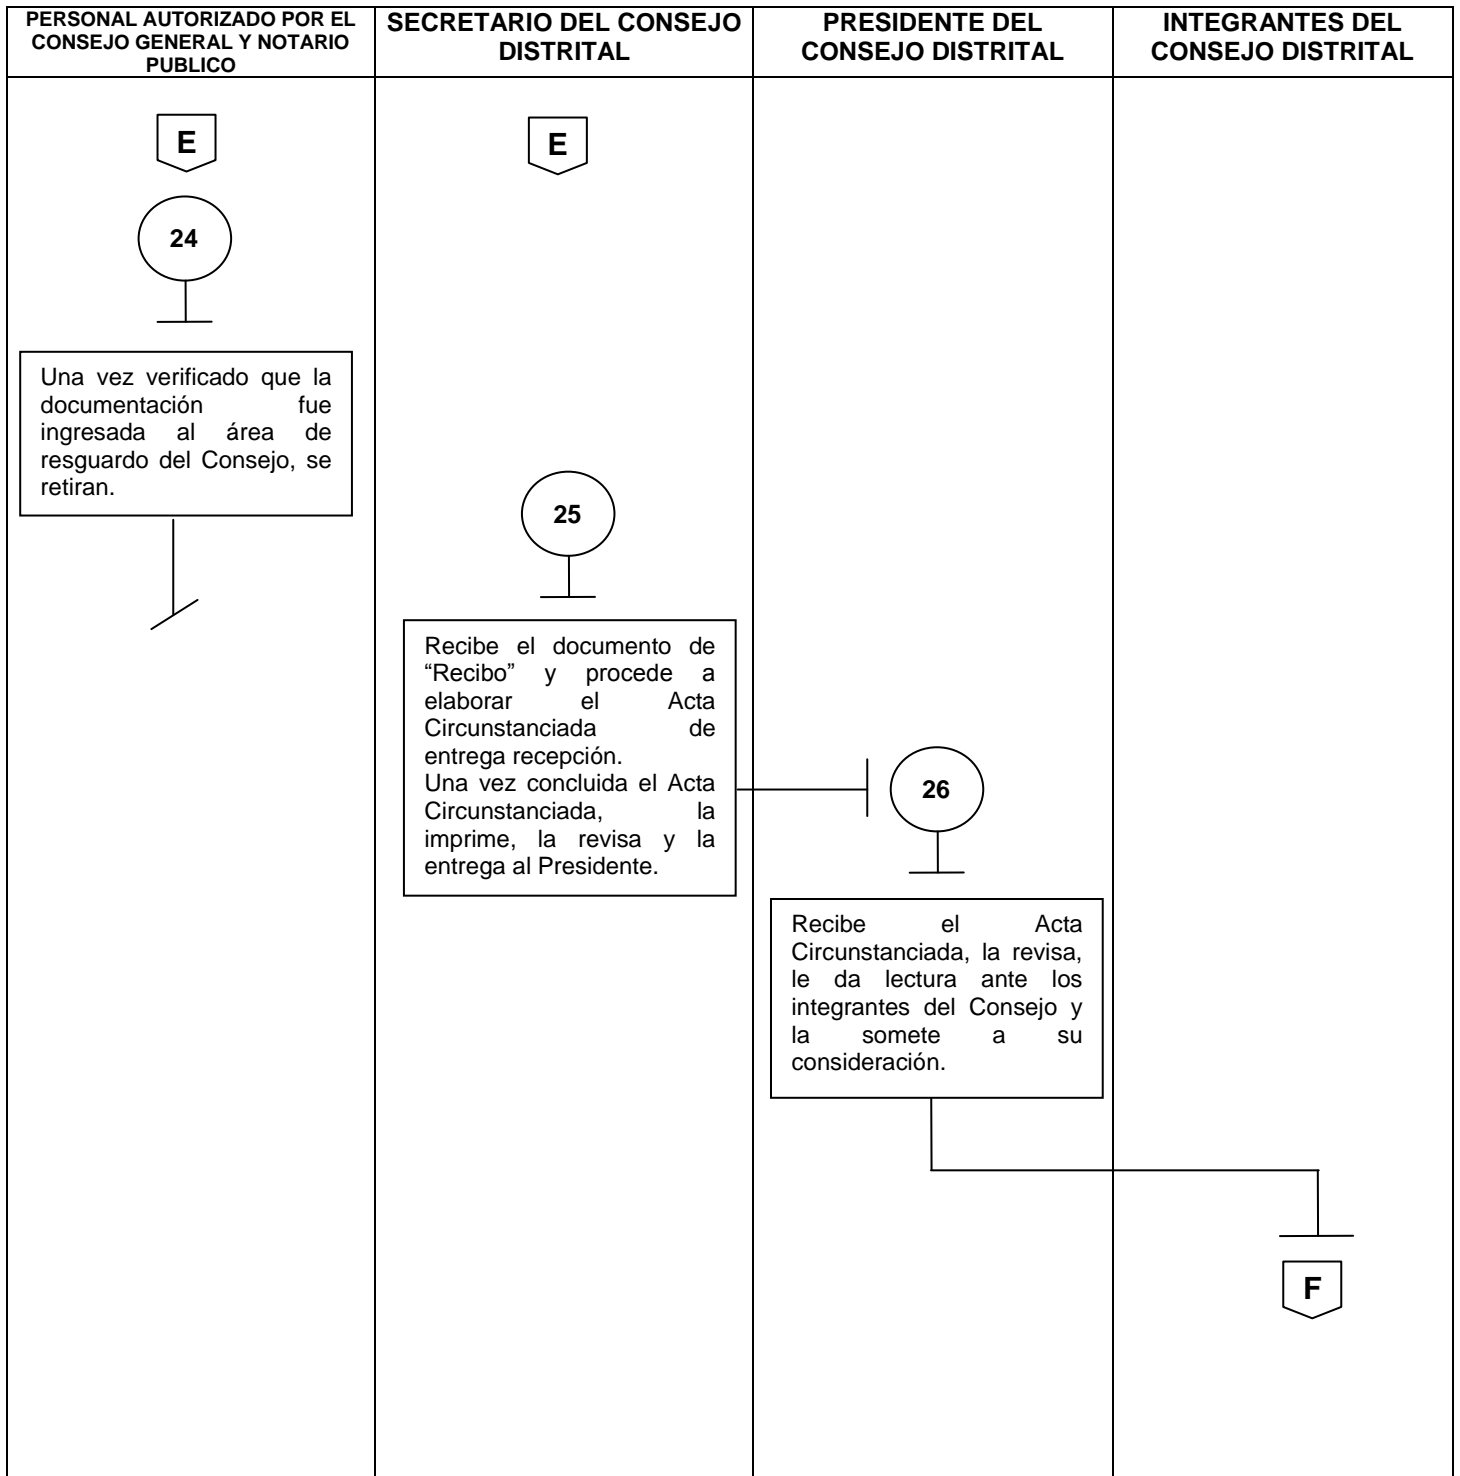 PERSONAL AUTORIZADO POR EL
CONSEJO GENERAL Y NOTARIO
PUBLICO
SECRETARIO DEL CONSEJO
DISTRITAL
PRESIDENTE DEL
CONSEJO DISTRITAL
INTEGRANTES DEL
CONSEJO DISTRITAL
E
E
24
Una vez verificado que la
documentación fue
ingresada al área de
resguardo del Consejo, se
retiran.
25
Recibe el documento de
“Recibo” y procede a
elaborar el Acta
Circunstanciada de
entrega recepción.
Una vez concluida el Acta
Circunstanciada, la
imprime, la revisa y la
entrega al Presidente.
26
Recibe el Acta
Circunstanciada, la revisa,
le da lectura ante los
integrantes del Consejo y
la somete a su
consideración.
F